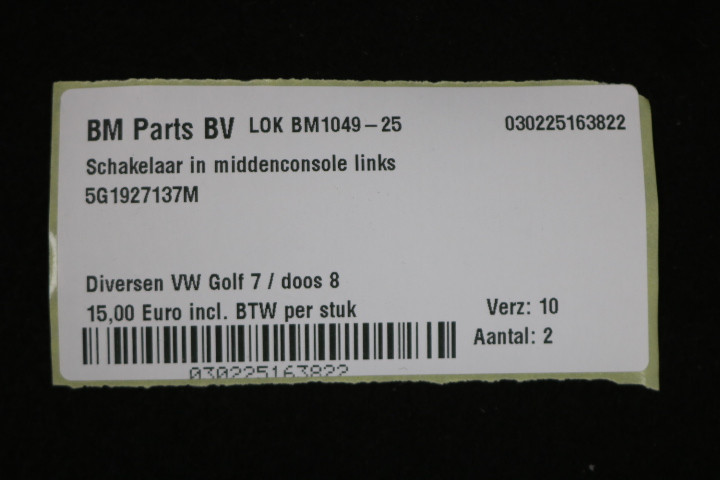 BM Parts BV LOK BM1049-25 030225163822
Schakelaar in middenconsole links
5G1927137M
Diversen VW Golf 7 / doos 8
15,00 Euro incl. BTW per stuk Verz: 10
Aantal: 2
030225163822